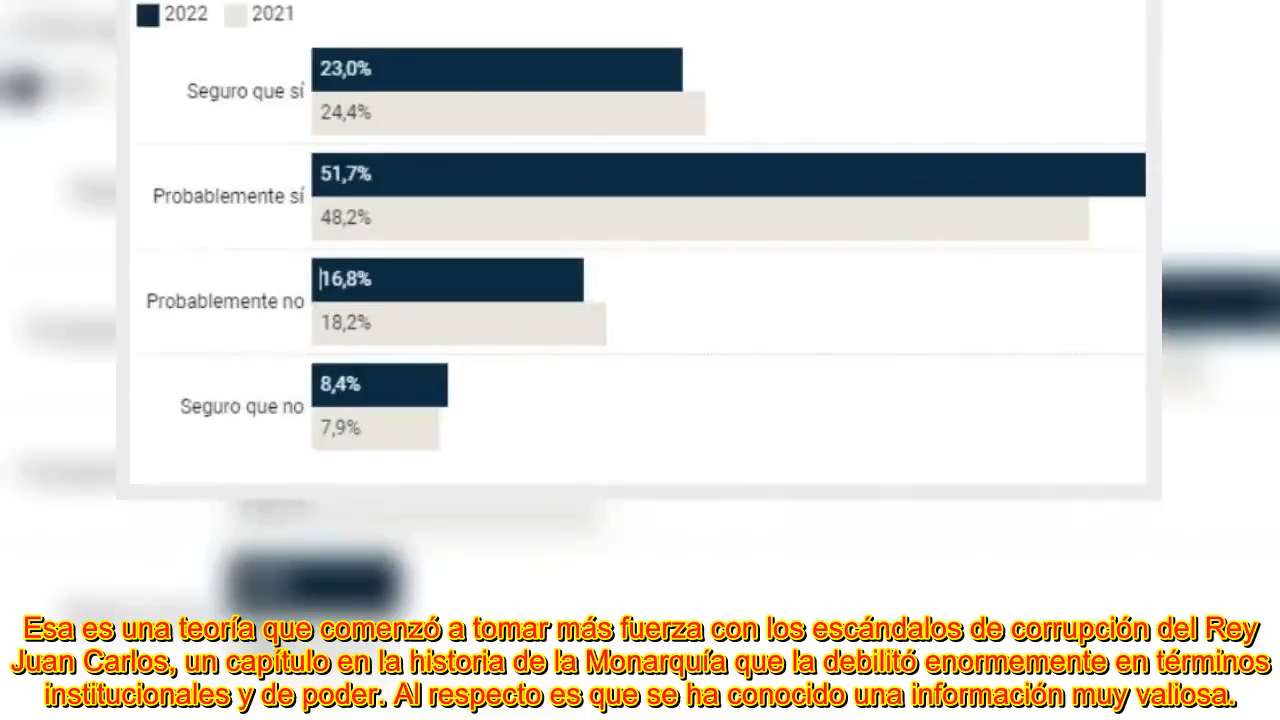 2022 2021
Seguro que sí
23,0%
24,4%
Probablemente sí
51,7%
48,2%
Probablemente no
16,8%
18,2%
Seguro que no
8,4%
7,9%
Esa es una teoría que comenzó a tomar más fuerza con los escándalos de corrupción del Rey
Juan Carlos, un capítulo en la historia de la Monarquía que la debilitó enormemente en términos
institucionales y de poder. Al respecto es que se ha conocido una información muy valiosa.